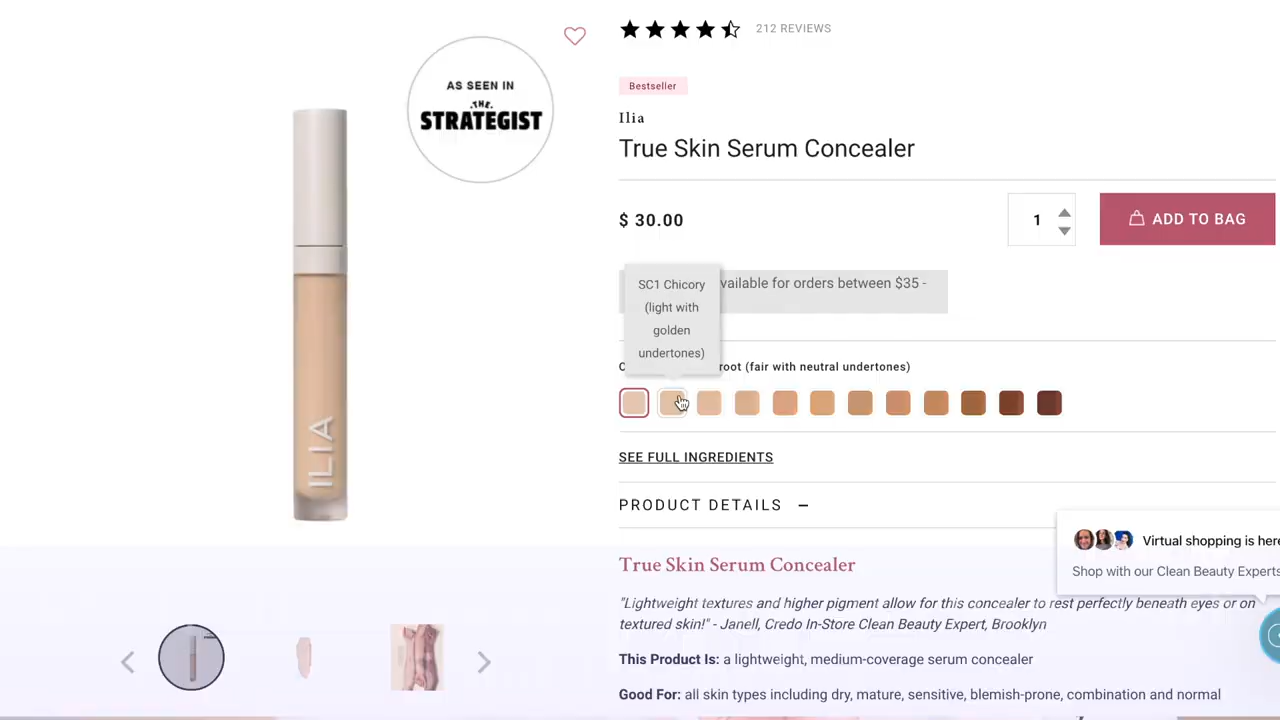 212 REVIEWS
AS SEEN IN
THE
STRATEGIST
Bestseller
Ilia
True Skin Serum Concealer
$ 30.00
1
ADD TO BAG
SC1 Chicory
(light with
golden
undertones)
vailable for orders between $35 -
root (fair with neutral undertones)
ILIA
SEE FULL INGREDIENTS
PRODUCT DETAILS –
Virtual shopping is here
Shop with our Clean Beauty Experts
True Skin Serum Concealer
"Lightweight textures and higher pigment allow for this concealer to rest perfectly beneath eyes or on
textured skin!" - Janell, Credo In-Store Clean Beauty Expert, Brooklyn
This Product Is: a lightweight, medium-coverage serum concealer
Good For: all skin types including dry, mature, sensitive, blemish-prone, combination and normal